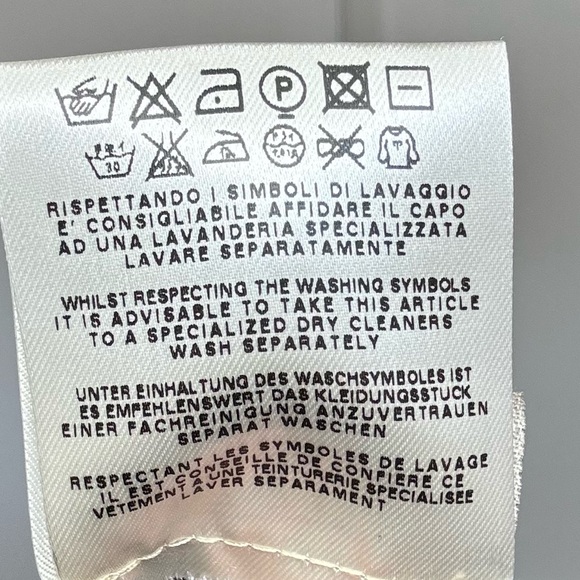 P
30
RISPETTANDO I SIMBOLI DI LAVAGGIO
E' CONSIGLIABILE AFFIDARE IL CAPO
AD UNA LAVANDERIA SPECIALIZZATA
LAVARE SEPARATAMENTE
WHILST RESPECTING THE WASHING SYMBOLS
IT IS ADVISABLE TO TAKE THIS ARTICLE
TO A SPECIALIZED DRY CLEANERS
WASH SEPARATELY
UNTER EINHALTUNG DES WASCHSYMBOLES IST
ES EMPFEHLENSWERT DAS KLEIDUNGSSTUCK
EINER FACHREINIGUNG ANZUVERTRAUEN
SEPARAT WASCHEN
RESPECTANT LES SYMBOLES DE LAVAGE
IL EST CONSEILLE DE CONFIERE CE
VETEMENT AUNE TEINTURERIE SPECIALISEE
LAVER SEPARAMENT